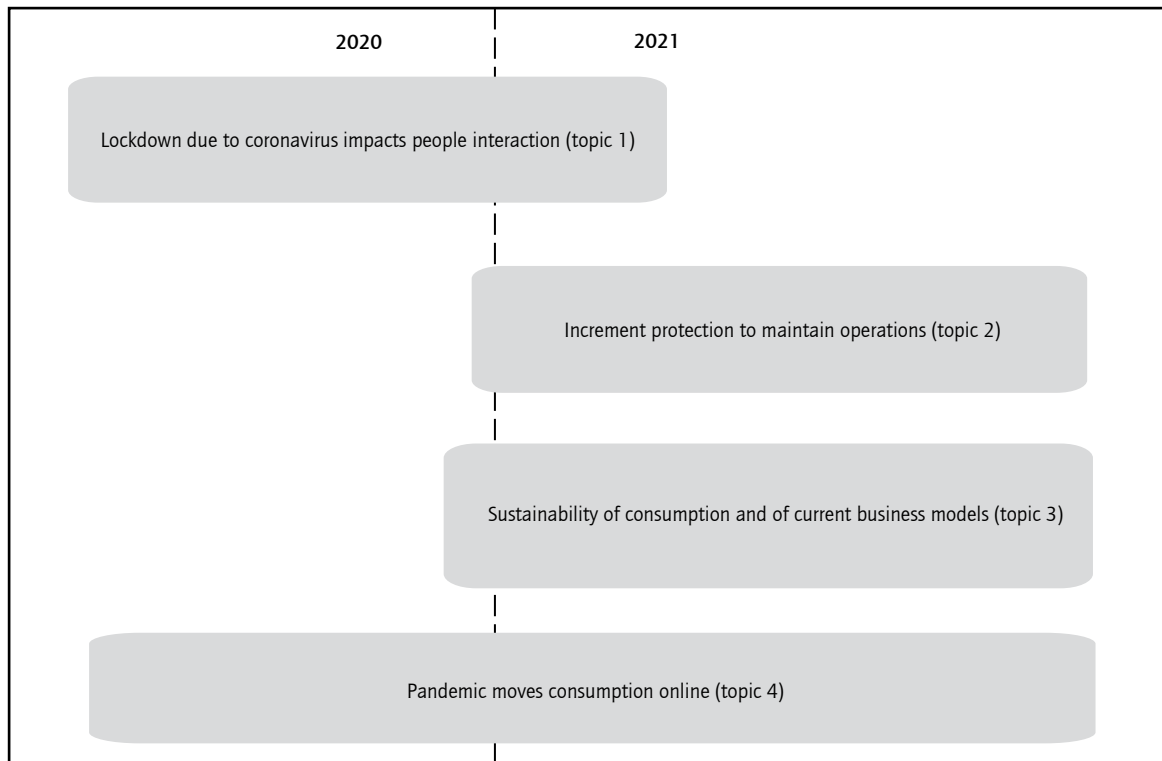 2020
2021
Lockdown due to coronavirus impacts people interaction (topic 1)
Increment protection to maintain operations (topic 2)
Sustainability of consumption and of current business models (topic 3)
Pandemic moves consumption online (topic 4)